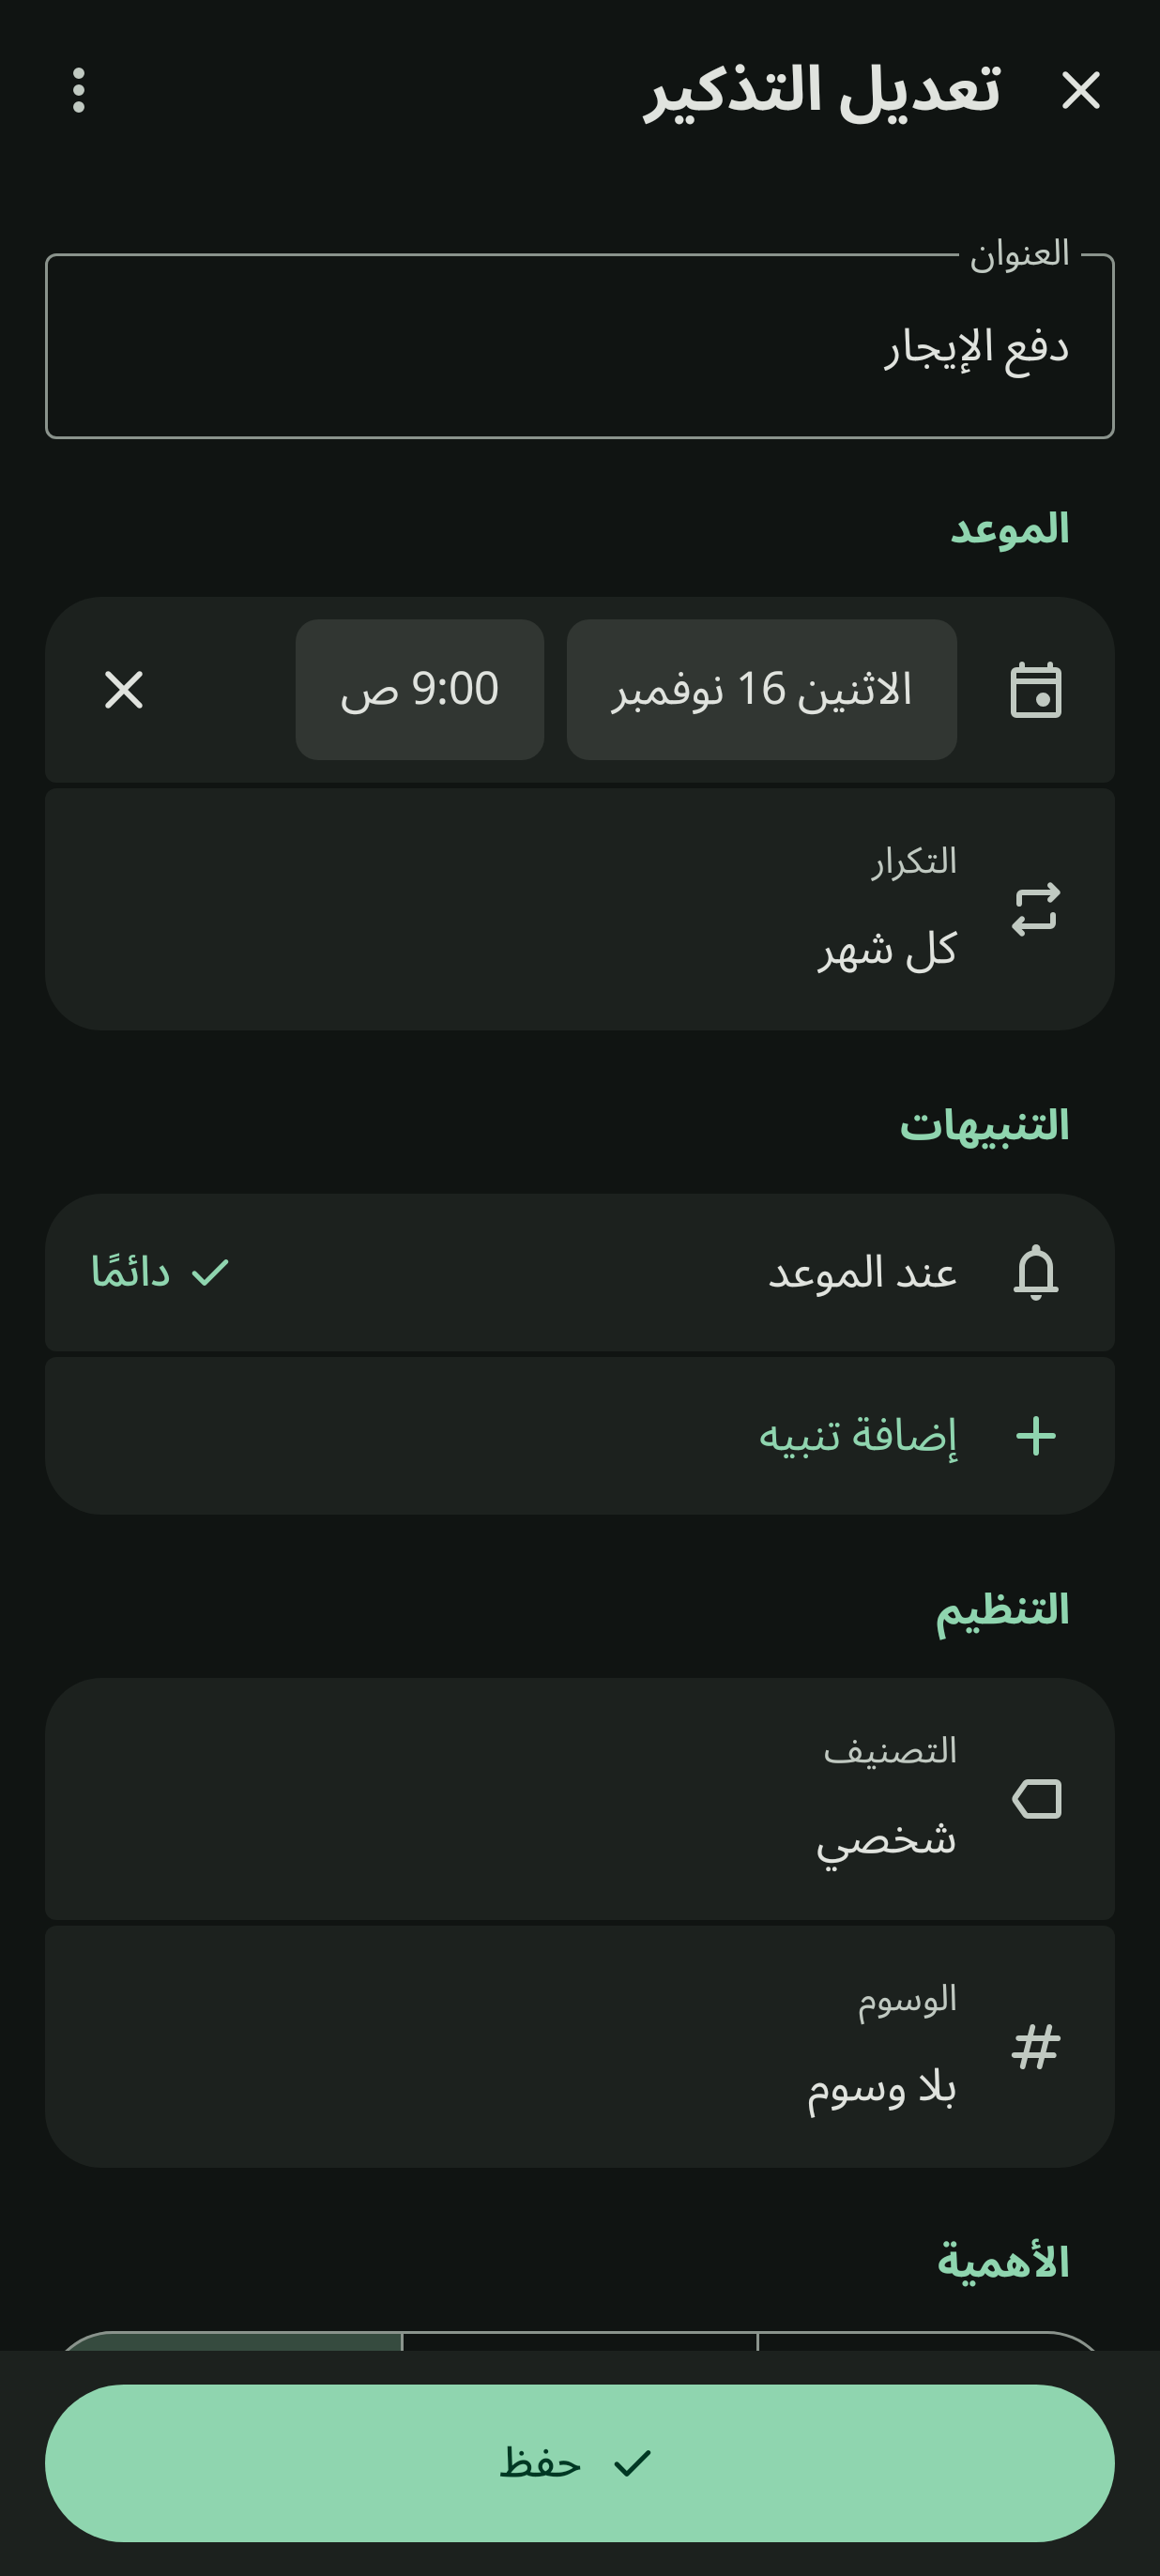 تعديل التذكير
العنوان
دفع الإيجار
الموعد
الاثنين 16 نوفمبر
9:00 ص
التكرار
كل شهر
التنبيهات
عند الموعد
دائمًا
إضافة تنبيه
التنظيم
التصنيف
شخصي
الوسوم
بلا وسوم
الأهمية
حفظ